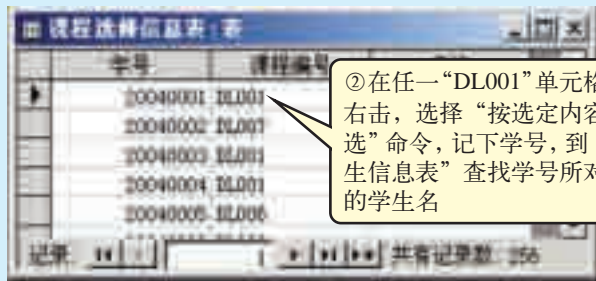 课程选择信息表：表
学号 课程编号
20040001 DL001
20040002 DL007
20040003 DL001
20040004 DL001
20040005 DL006
记录 1 共有记录数 256
②在任一“DL001”单元格
右击，选择“按选定内容
选”命令，记下学号，到
生信息表”查找学号所对
的学生名